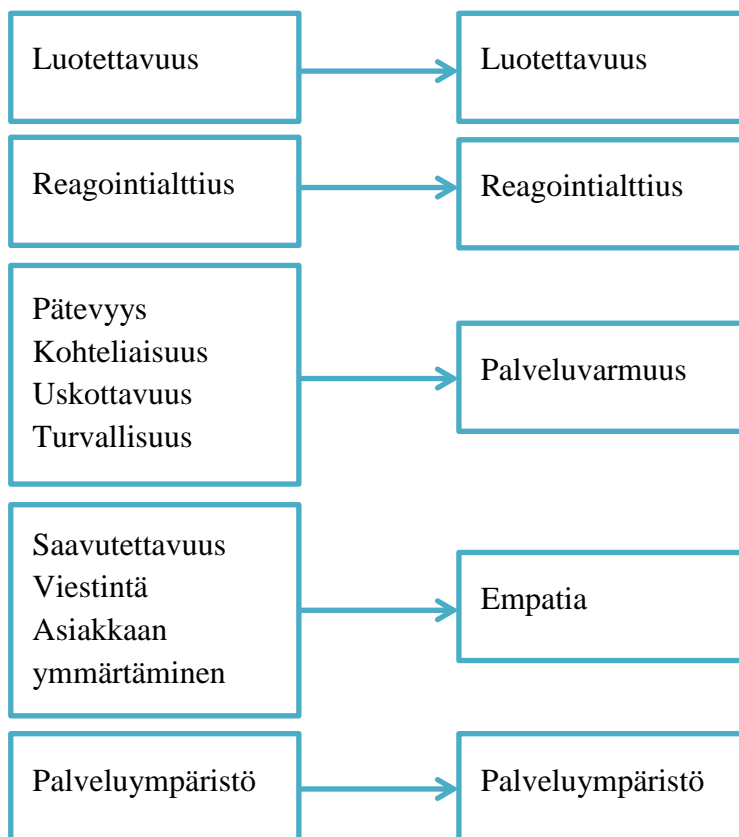 Luotettavuus
Luotettavuus
Reagointialttius
Reagointialttius
Pätevyys
Kohteliaisuus
Uskottavuus
Turvallisuus
Palveluvarmuus
Saavutettavuus
Viestintä
Asiakkaan
ymmärtäminen
Empatia
Palveluympäristö
Palveluympäristö